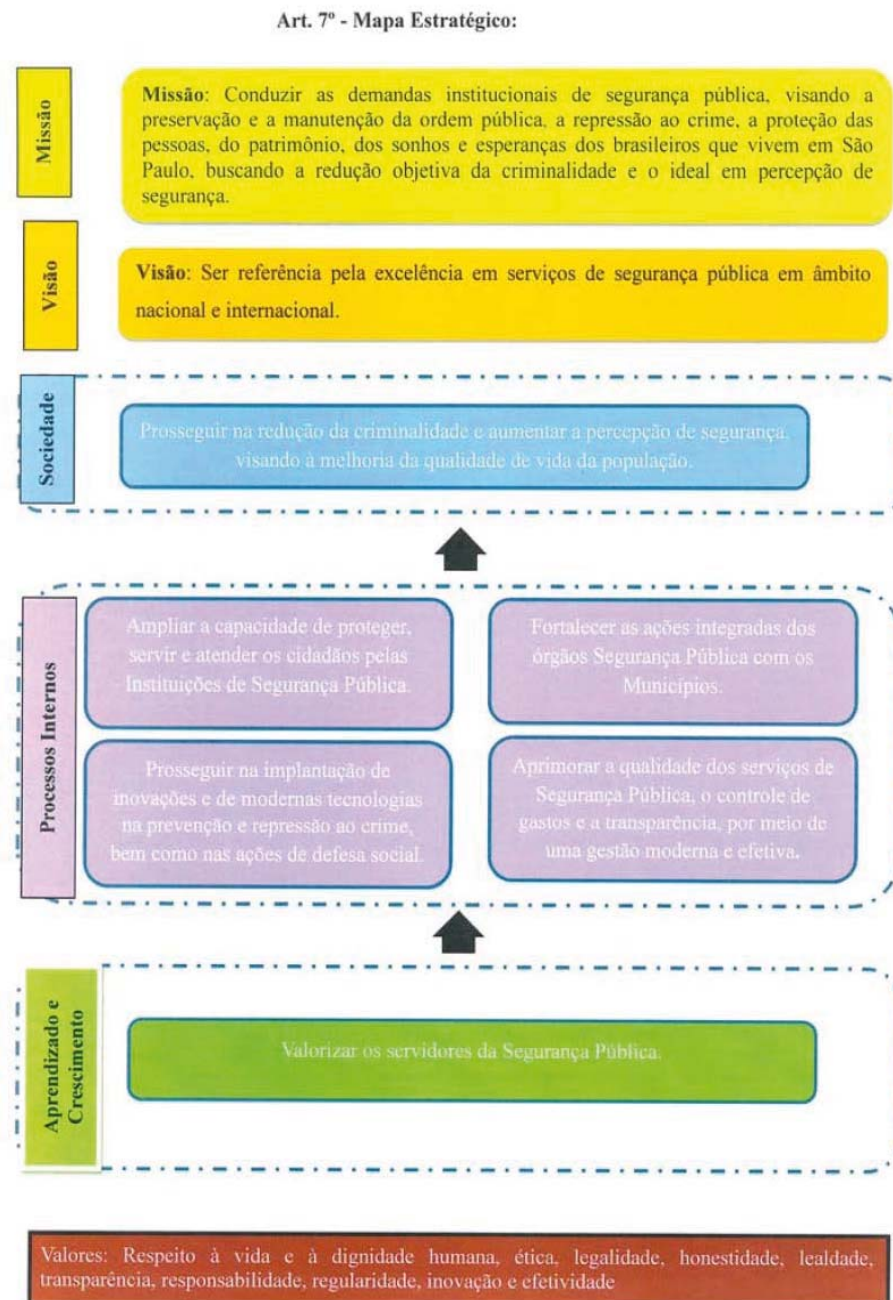 Art. 7º - Mapa Estratégico:
Missão
Missão: Conduzir as demandas institucionais de segurança pública, visando a
preservação e a manutenção da ordem pública, a repressão ao crime, a proteção das
pessoas, do patrimônio, dos sonhos e esperanças dos brasileiros que vivem em São
Paulo, buscando a redução objetiva da criminalidade e o ideal em percepção de
segurança.
Visão
Visão: Ser referência pela excelência em serviços de segurança pública em âmbito
nacional e internacional.
Sociedade
Prosseguir na redução da criminalidade e aumentar a percepção de segurança,
visando à melhoria da qualidade de vida da população.
Processos Internos
Ampliar a capacidade de proteger,
servir e atender os cidadãos pelas
Instituições de Segurança Pública.
Fortalecer as ações integradas dos
órgãos Segurança Pública com os
Municípios.
Prosseguir na implantação de
inovações e de modernas tecnologias
na prevenção e repressão ao crime,
bem como nas ações de defesa social.
Aprimorar a qualidade dos serviços de
Segurança Pública, o controle de
gastos e a transparência, por meio de
uma gestão moderna e efetiva.
Aprendizado e
Crescimento
Valorizar os servidores da Segurança Pública.
Valores: Respeito à vida e à dignidade humana, ética, legalidade, honestidade, lealdade,
transparência, responsabilidade, regularidade, inovação e efetividade